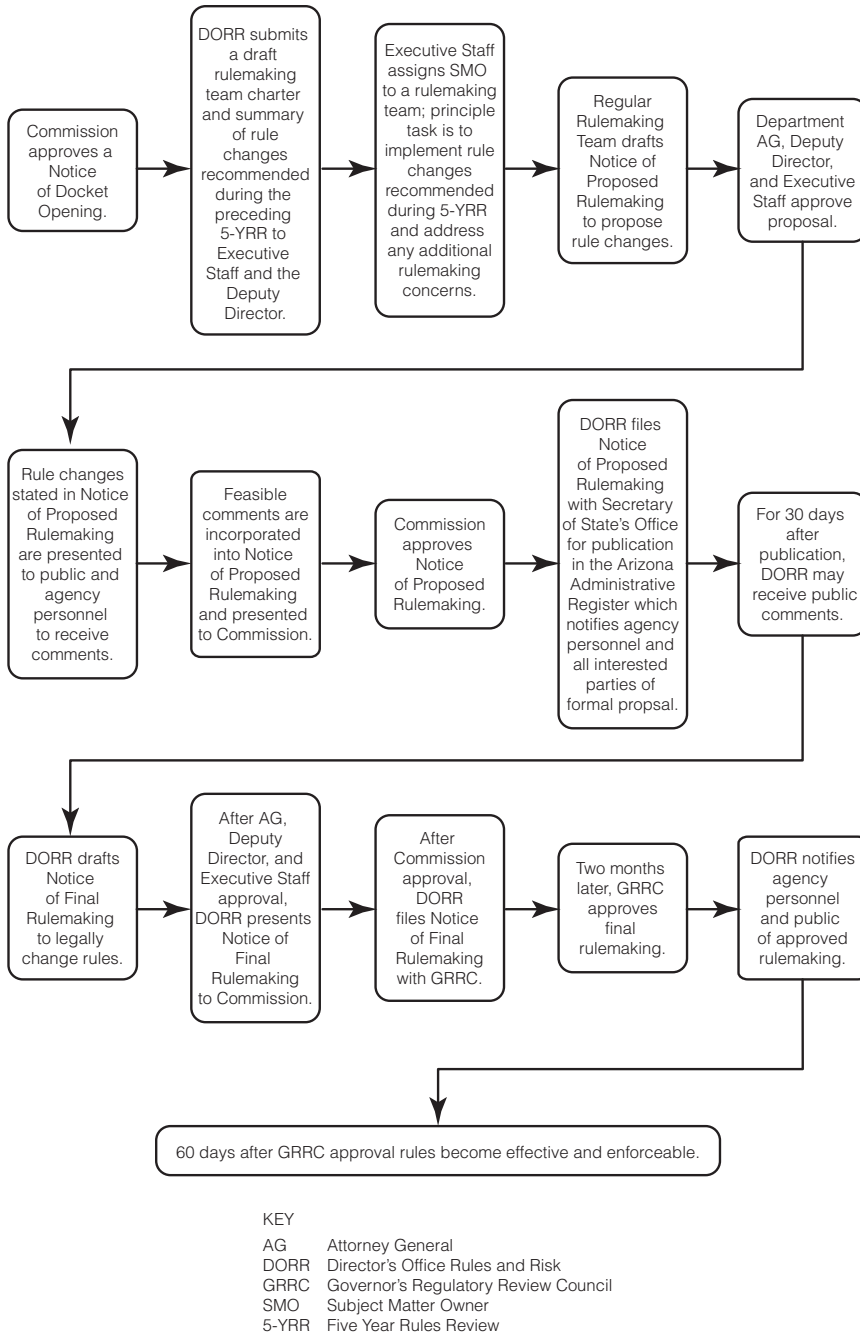 Commission
approves a
Notice
of Docket
Opening.
DORR submits
a draft
rulemaking
team charter
and summary
of rule
changes
recommended
during the
preceding
5-YRR to
Executive
Staff and the
Deputy
Director.
Executive Staff
assigns SMO
to a rulemaking
team; principle
task is to
implement rule
changes
recommended
during 5-YRR
and address
any additional
rulemaking
concerns.
Regular
Rulemaking
Team drafts
Notice of
Proposed
Rulemaking
to propose
rule changes.
Department
AG, Deputy
Director,
and Executive
Staff approve
proposal.
Rule changes
stated in Notice
of Proposed
Rulemaking
are presented
to public and
agency
personnel
to receive
comments.
Feasible
comments are
incorporated
into Notice
of Proposed
Rulemaking
and presented
to Commission.
Commission
approves
Notice
of Proposed
Rulemaking.
DORR files
Notice
of Proposed
Rulemaking
with Secretary
of State's Office
for publication
in the Arizona
Administrative
Register which
notifies agency
personnel and
all interested
parties of
formal propsal.
For 30 days
after
publication,
DORR may
receive public
comments.
DORR drafts
Notice
of Final
Rulemaking
to legally
change rules.
After AG,
Deputy
Director, and
Executive Staff
approval,
DORR presents
Notice of
Final
Rulemaking
to Commission.
After
Commission
approval,
DORR
files Notice
of Final
Rulemaking
with GRRC.
Two months
later, GRRC
approves
final
rulemaking.
DORR notifies
agency
personnel
and public
of approved
rulemaking.
60 days after GRRC approval rules become effective and enforceable.
KEY
AG Attorney General
DORR Director's Office Rules and Risk
GRRC Governor's Regulatory Review Council
SMO Subject Matter Owner
5-YRR Five Year Rules Review